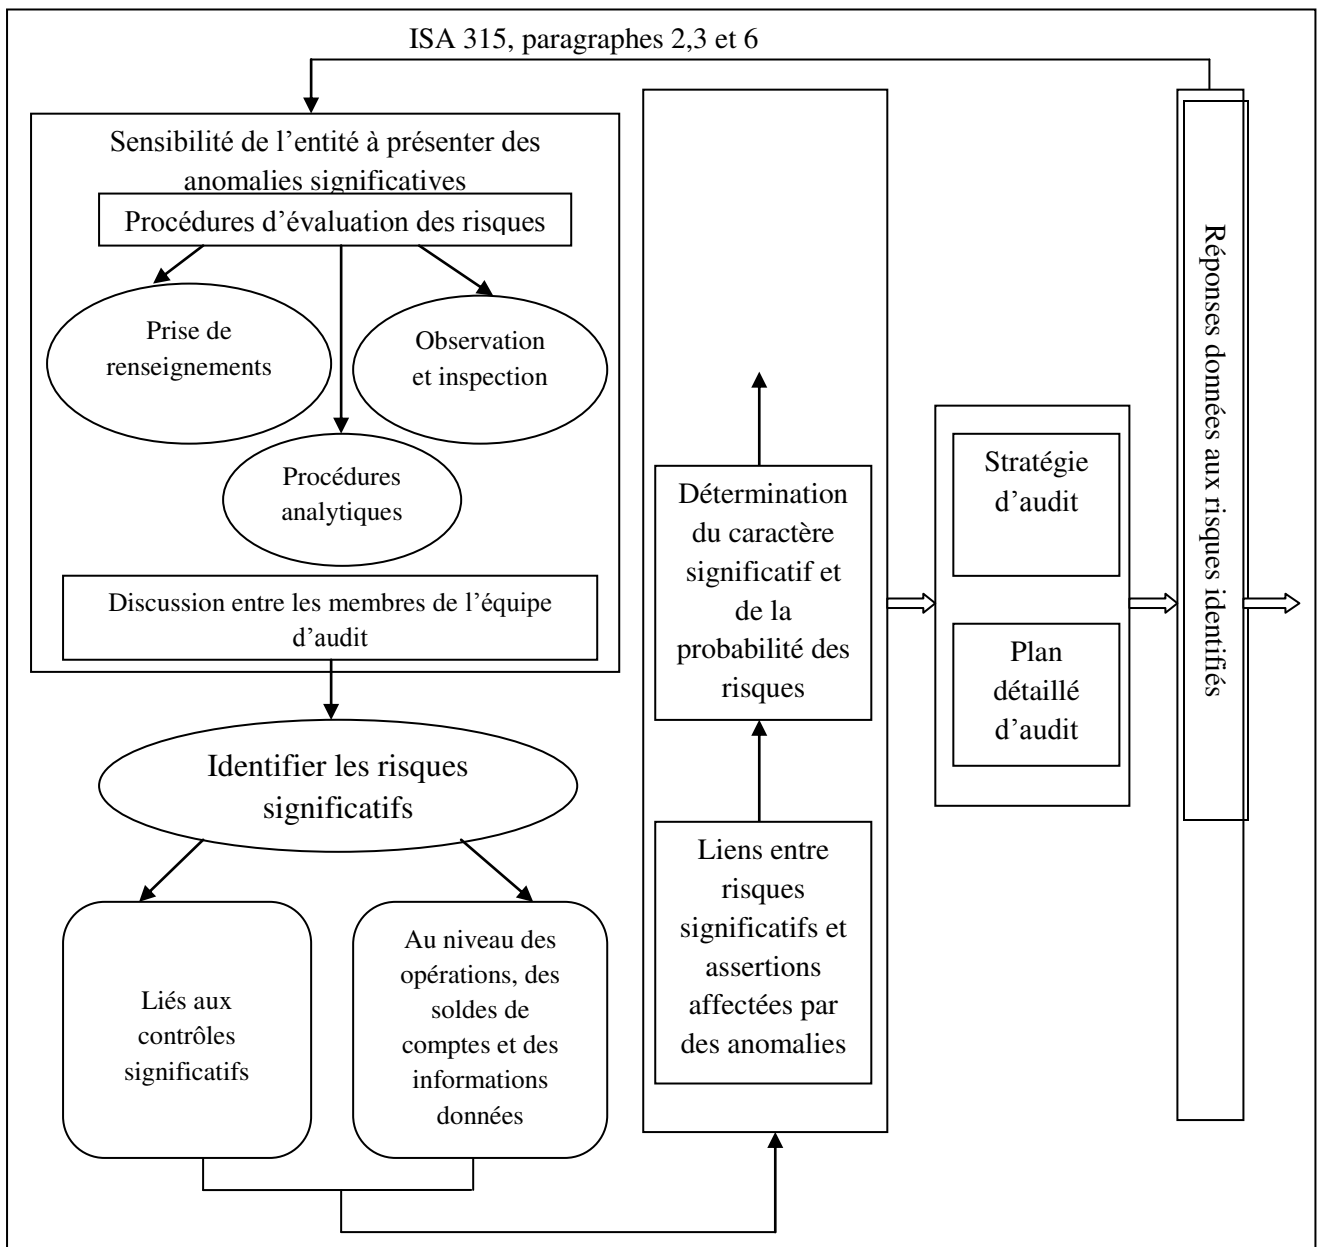 ISA 315, paragraphes 2,3 et 6
Sensibilité de l’entité à présenter des
anomalies significatives
Procédures d’évaluation des risques
Prise de
renseignements
Observation
et inspection
Procédures
analytiques
Discussion entre les membres de l’équipe
d’audit
Identifier les risques
significatifs
Liés aux
contrôles
significatifs
Au niveau des
opérations, des
soldes de
comptes et des
informations
données
Détermination
du caractère
significatif et
de la
probabilité des
risques
Liens entre
risques
significatifs et
assertions
affectées par
des anomalies
Stratégie
d’audit
Plan
détaillé
d’audit
Réponses données aux risques identifiés